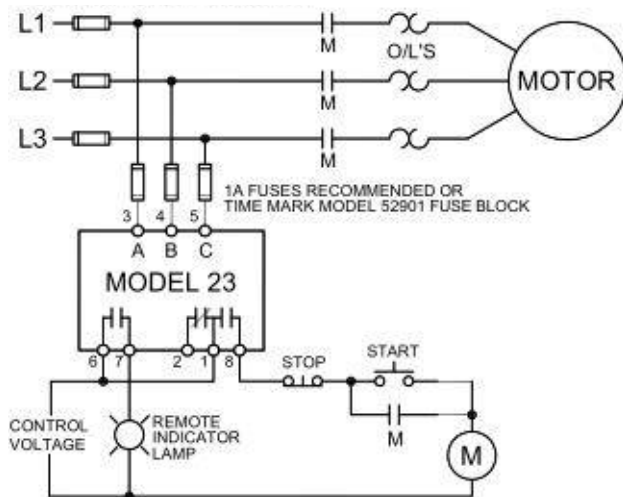 L1
M
O/L'S
L2
M
MOTOR
L3
M
1A FUSES RECOMMENDED OR
TIME MARK MODEL 52901 FUSE BLOCK
3 4 5
A B C
MODEL 23
6 7 2 1 8
STOP
START
M
CONTROL
VOLTAGE
REMOTE
INDICATOR
LAMP
M